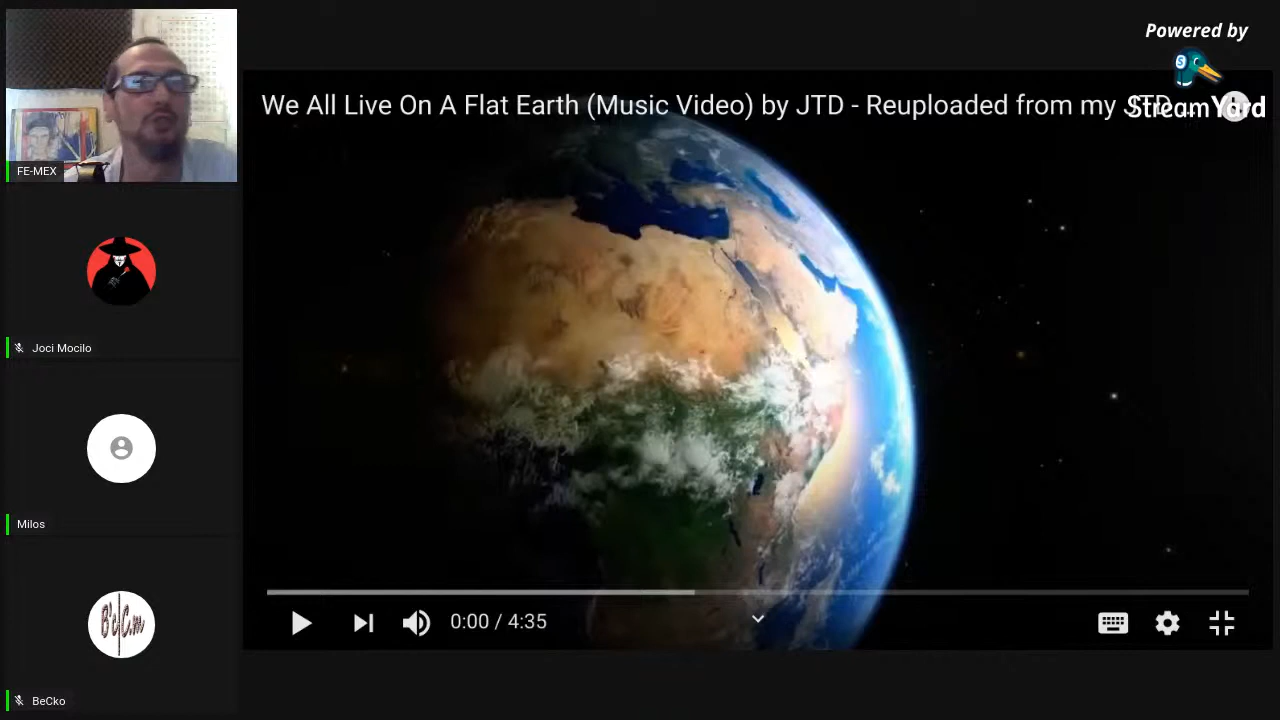 Powered by
StreamYard
We All Live On A Flat Earth (Music Video) by JTD - Reuploaded from my JTD ...
FE-MEX
Joci Mocilo
Milos
BeCko
0:00 / 4:35